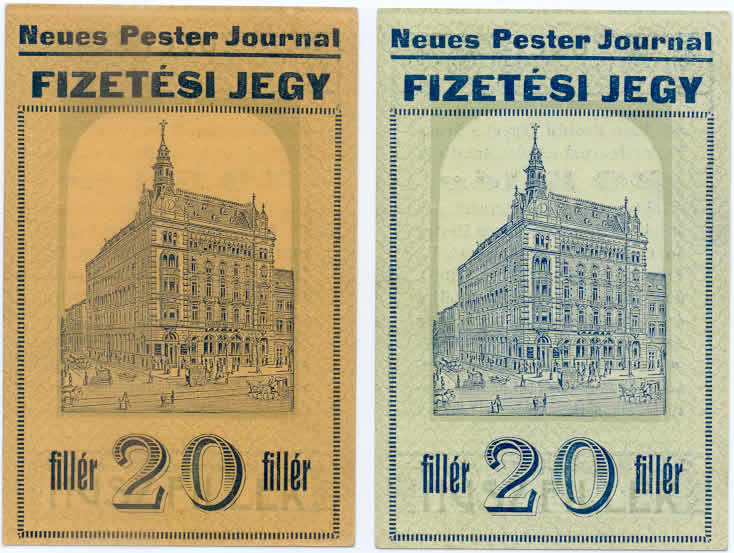 Neues Pester Journal
FIZETÉSI JEGY
fillér 20 fillér
Neues Pester Journal
FIZETÉSI JEGY
fillér 20 fillér